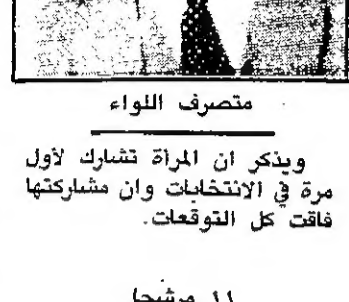 متصرف اللواء
ويذكر ان المرأة تشارك لأول
مرة في الانتخابات وان مشاركتها
فاقت كل التوقعات.
١١ مرشحا